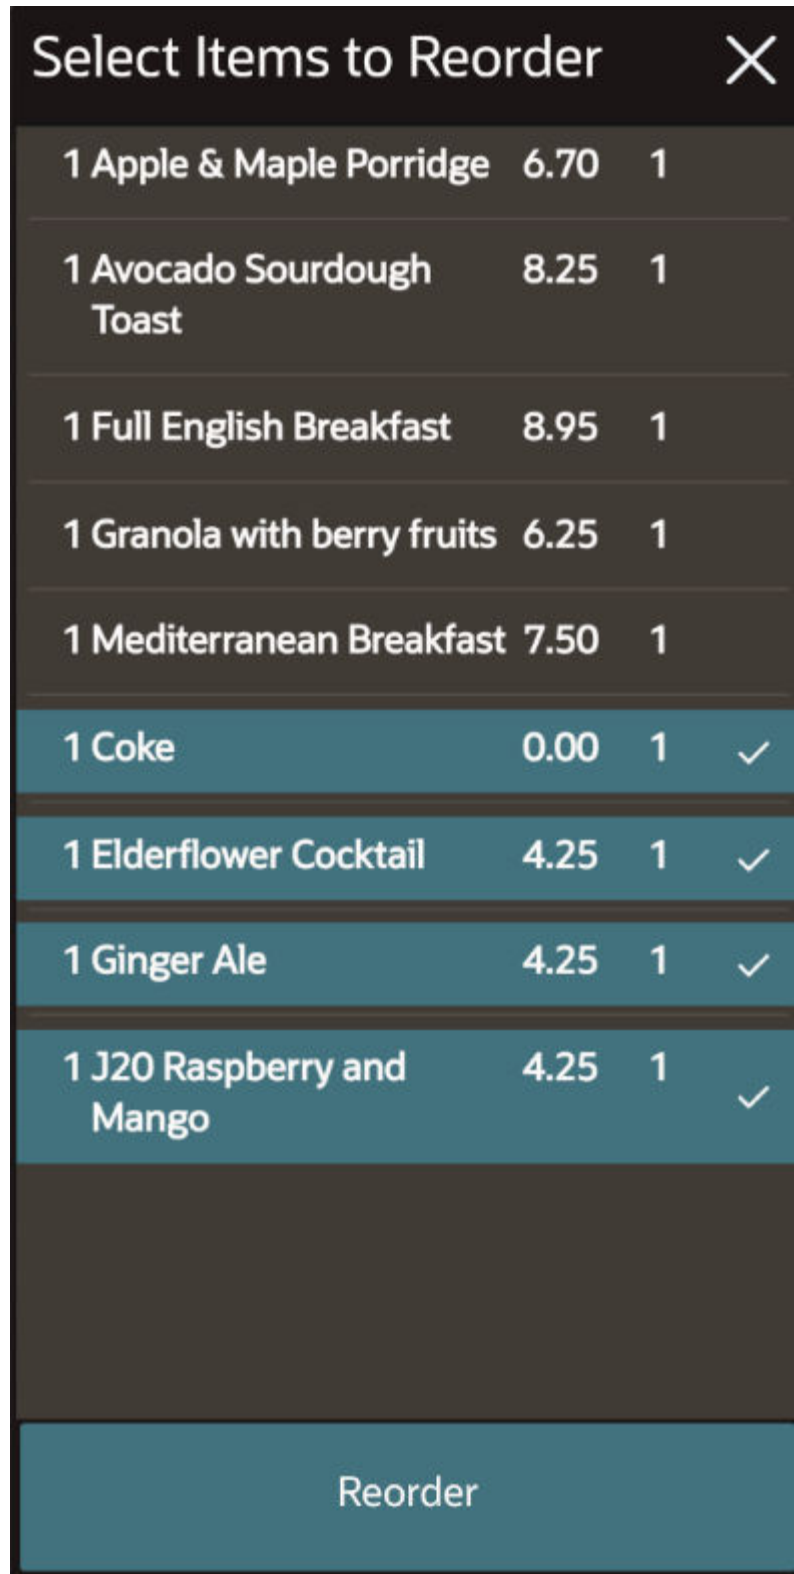 Select Items to Reorder
1 Apple & Maple Porridge 6.70 1
1 Avocado Sourdough 8.25 1
Toast
1 Full English Breakfast 8.95 1
1 Granola with berry fruits 6.25 1
1 Mediterranean Breakfast 7.50 1
1 Coke 0.00 1
1 Elderflower Cocktail 4.25 1
1 Ginger Ale 4.25 1
1 J20 Raspberry and 4.25 1
Mango
Reorder